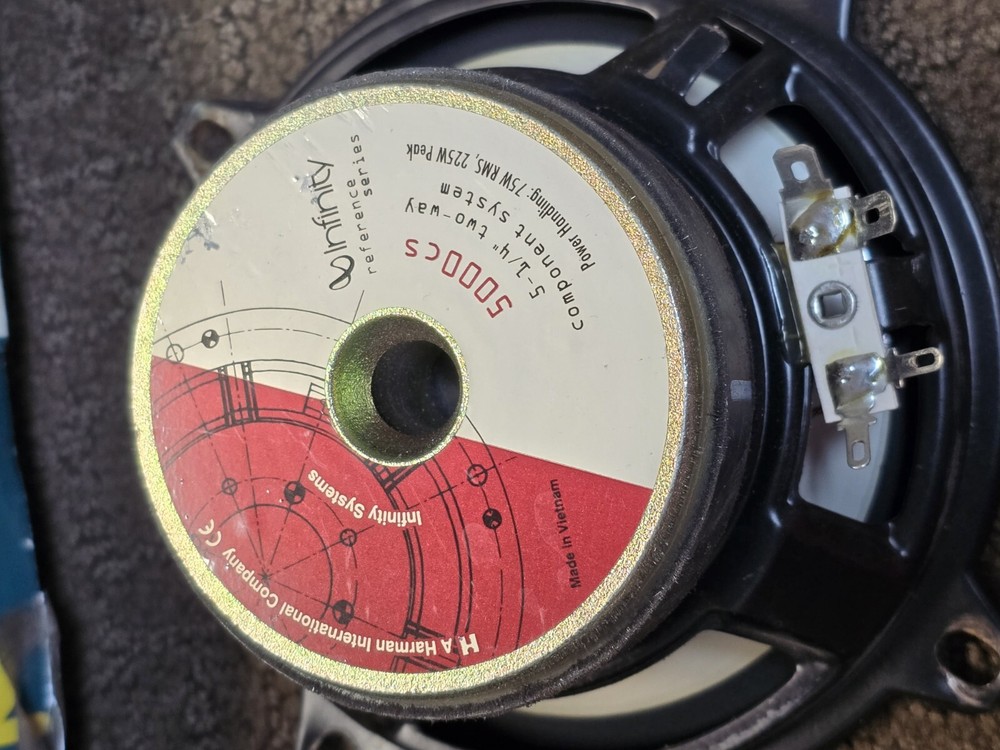 Infinity
reference
series
5000cs
5-1/4" two-way
component system
Power Handling: 75W RMS, 225W Peak
Infinity Systems
H A Harman International Company CE
Made in Vietnam